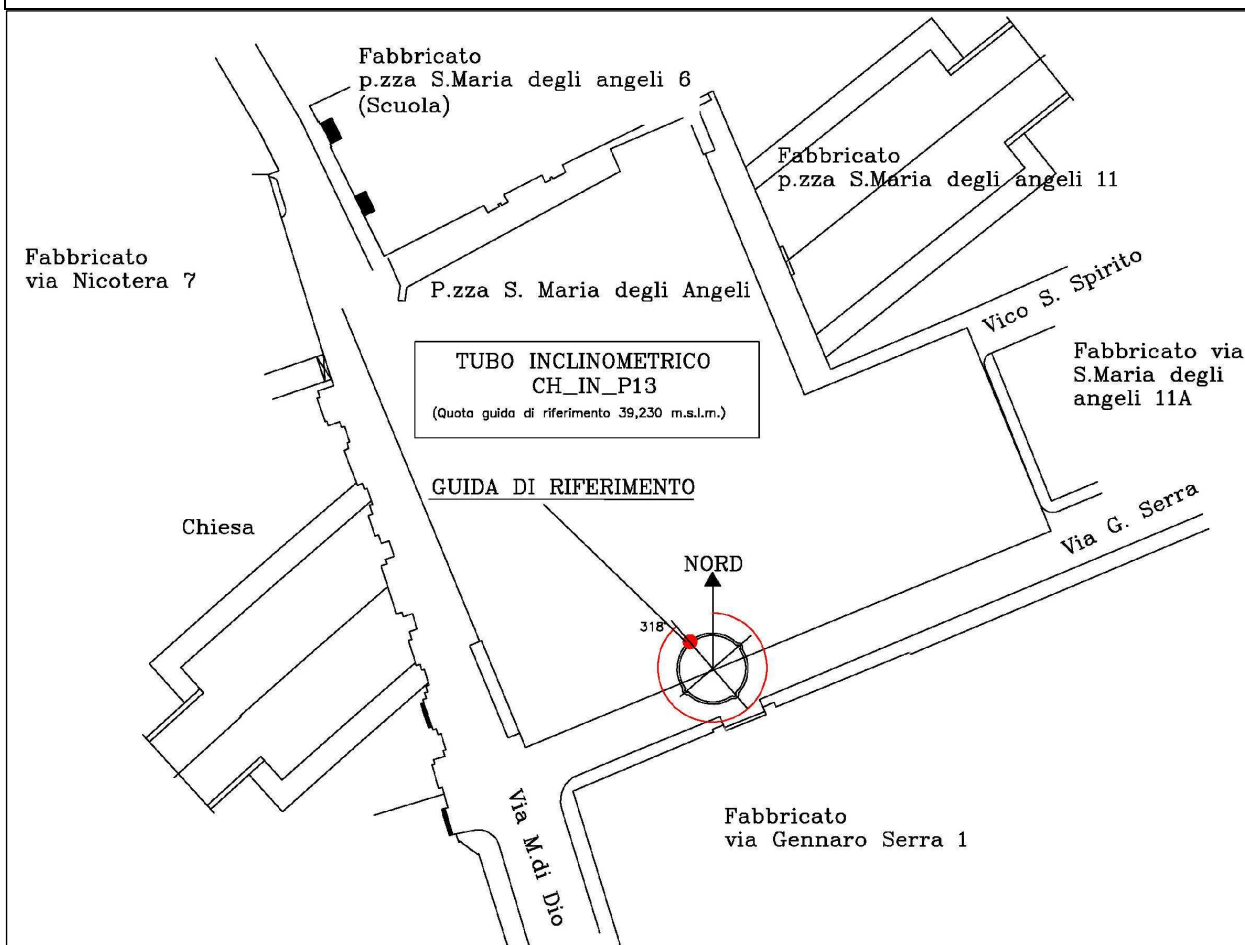 Fabbricato
p.zza S.Maria degli angeli 6
(Scuola)
Fabbricato
p.zza S.Maria degli angeli 11
Fabbricato
via Nicotera 7
P.zza S. Maria degli Angeli
Vico S. Spirito
Fabbricato via
S.Maria degli
angeli 11A
TUBO INCLINOMETRICO
CH_IN_P13
(Quota guida di riferimento 39,230 m.s.l.m.)
GUIDA DI RIFERIMENTO
Chiesa
Via G. Serra
NORD
318
Via M.di Dio
Fabbricato
via Gennaro Serra 1